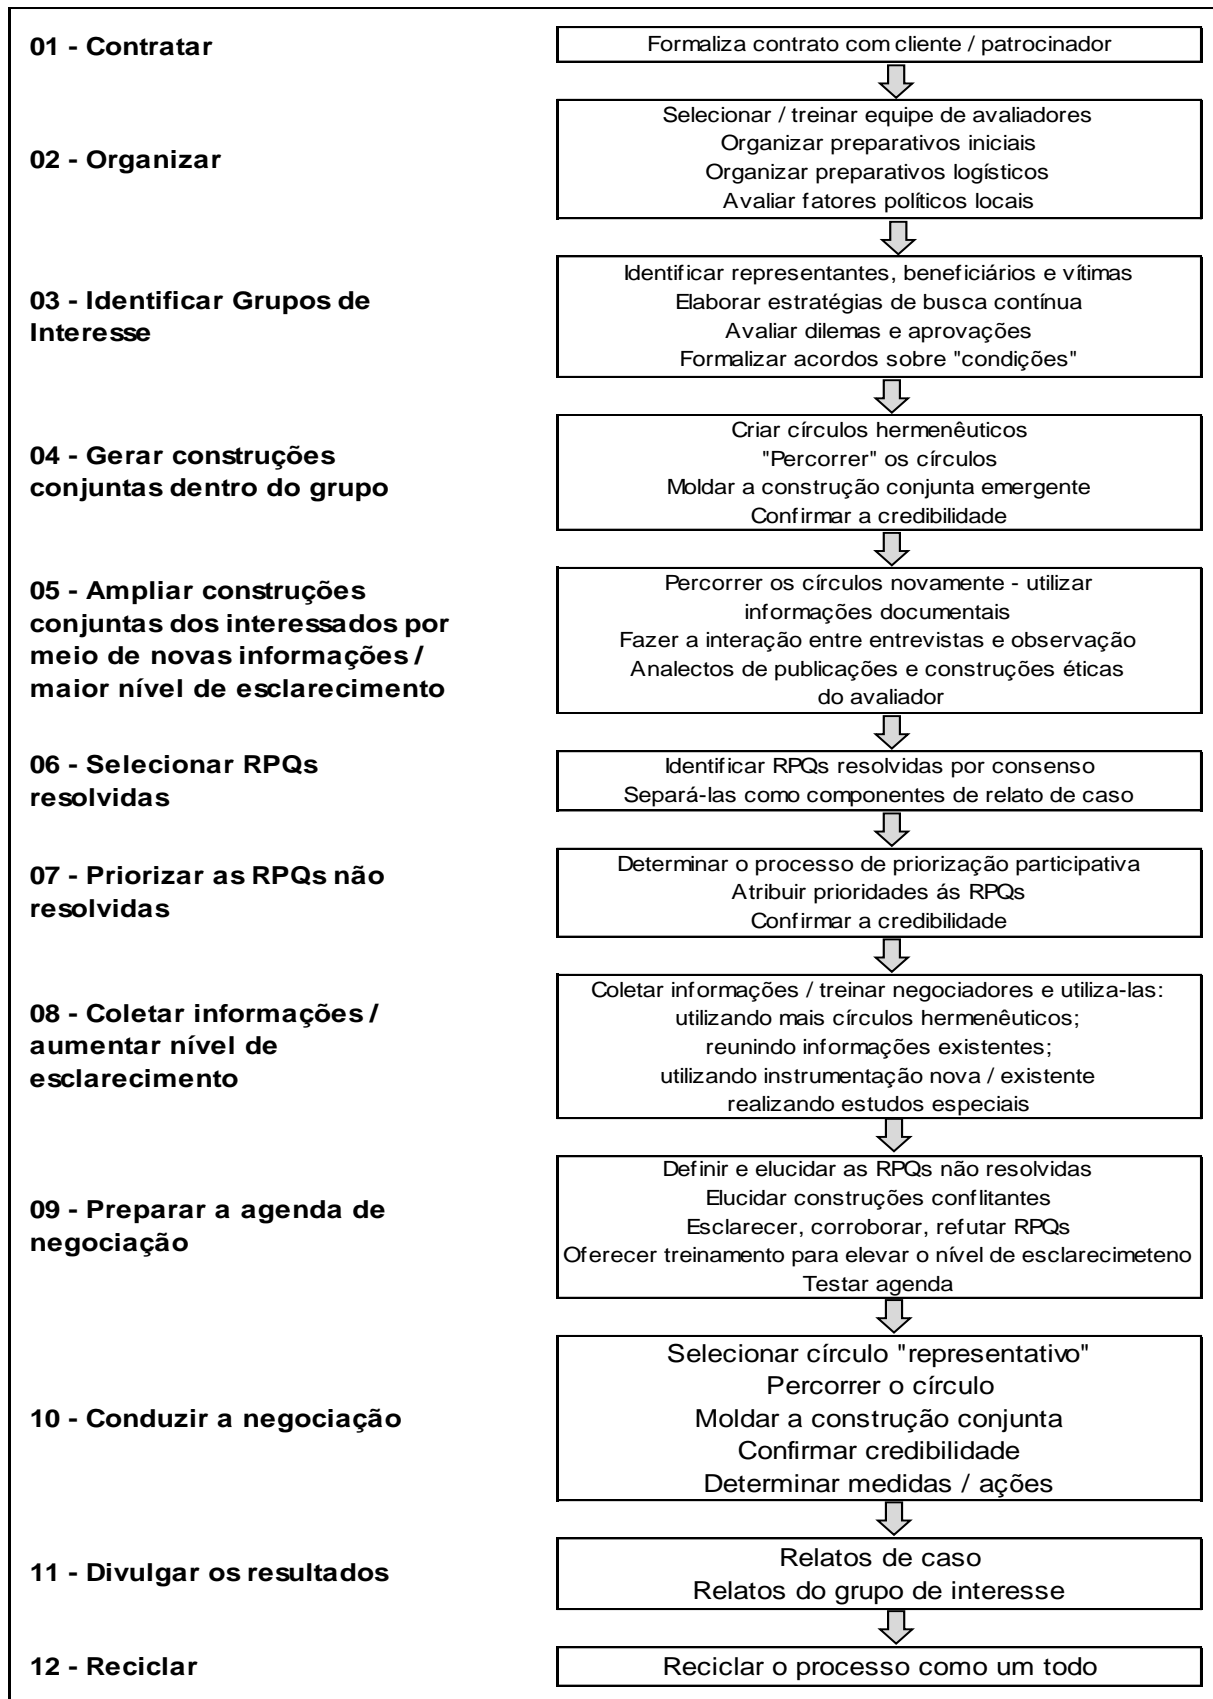 01 - Contratar
Formaliza contrato com cliente / patrocinador
02 - Organizar
Selecionar / treinar equipe de avaliadores
Organizar preparativos iniciais
Organizar preparativos logísticos
Avaliar fatores políticos locais
03 - Identificar Grupos de
Interesse
Identificar representantes, beneficiários e vítimas
Elaborar estratégias de busca contínua
Avaliar dilemas e aprovações
Formalizar acordos sobre "condições"
04 - Gerar construções
conjuntas dentro do grupo
Criar círculos hermenêuticos
"Percorrer" os círculos
Moldar a construção conjunta emergente
Confirmar a credibilidade
05 - Ampliar construções
conjuntas dos interessados por
meio de novas informações /
maior nível de esclarecimento
Percorrer os círculos novamente - utilizar
informações documentais
Fazer a interação entre entrevistas e observação
Analectos de publicações e construções éticas
do avaliador
06 - Selecionar RPQs
resolvidas
Identificar RPQs resolvidas por consenso
Separá-las como componentes de relato de caso
07 - Priorizar as RPQs não
resolvidas
Determinar o processo de priorização participativa
Atribuir prioridades ás RPQs
Confirmar a credibilidade
08 - Coletar informações /
aumentar nível de
esclarecimento
Coletar informações / treinar negociadores e utiliza-las:
utilizando mais círculos hermenêuticos;
reunindo informações existentes;
utilizando instrumentação nova / existente
realizando estudos especiais
09 - Preparar a agenda de
negociação
Definir e elucidar as RPQs não resolvidas
Elucidar construções conflitantes
Esclarecer, corroborar, refutar RPQs
Oferecer treinamento para elevar o nível de esclarecimeteno
Testar agenda
10 - Conduzir a negociação
Selecionar círculo "representativo"
Percorrer o círculo
Moldar a construção conjunta
Confirmar credibilidade
Determinar medidas / ações
11 - Divulgar os resultados
Relatos de caso
Relatos do grupo de interesse
12 - Reciclar
Reciclar o processo como um todo